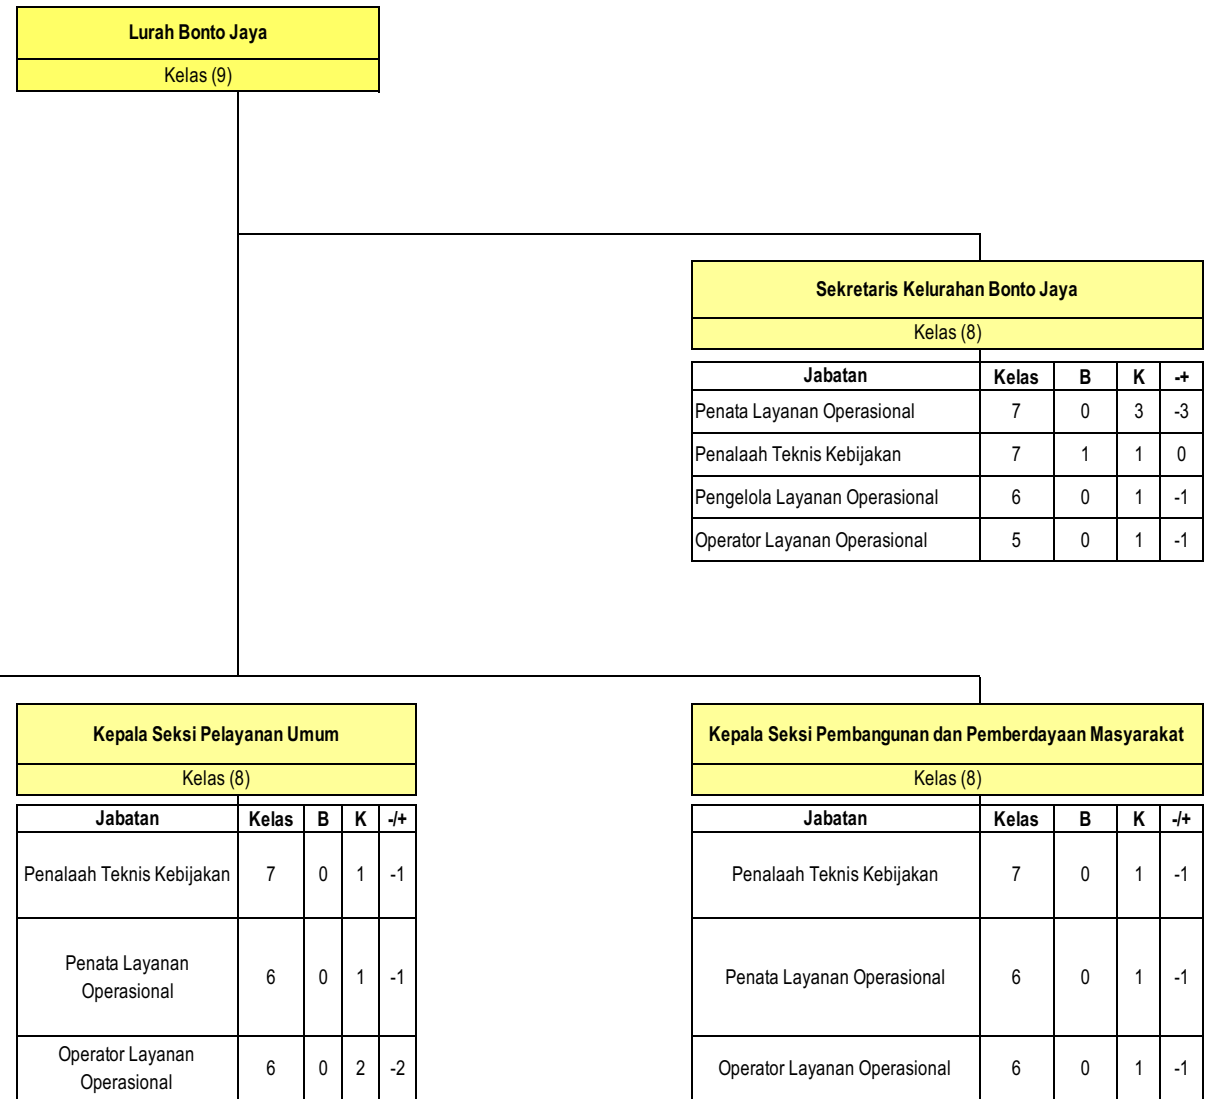 Lurah Bonto Jaya
Kelas (9)
Sekretaris Kelurahan Bonto Jaya
Kelas (8)
Jabatan Kelas B K -+
Penata Layanan Operasional 7 0 3 -3
Penalaah Teknis Kebijakan 7 1 1 0
Pengelola Layanan Operasional 6 0 1 -1
Operator Layanan Operasional 5 0 1 -1
Kepala Seksi Pelayanan Umum
Kelas (8)
Jabatan Kelas B K -/+
Penalaah Teknis Kebijakan 7 0 1 -1
Penata Layanan
Operasional 6 0 1 -1
Operator Layanan
Operasional 6 0 2 -2
Kepala Seksi Pembangunan dan Pemberdayaan Masyarakat
Kelas (8)
Jabatan Kelas B K -/+
Penalaah Teknis Kebijakan 7 0 1 -1
Penata Layanan Operasional 6 0 1 -1
Operator Layanan Operasional 6 0 1 -1